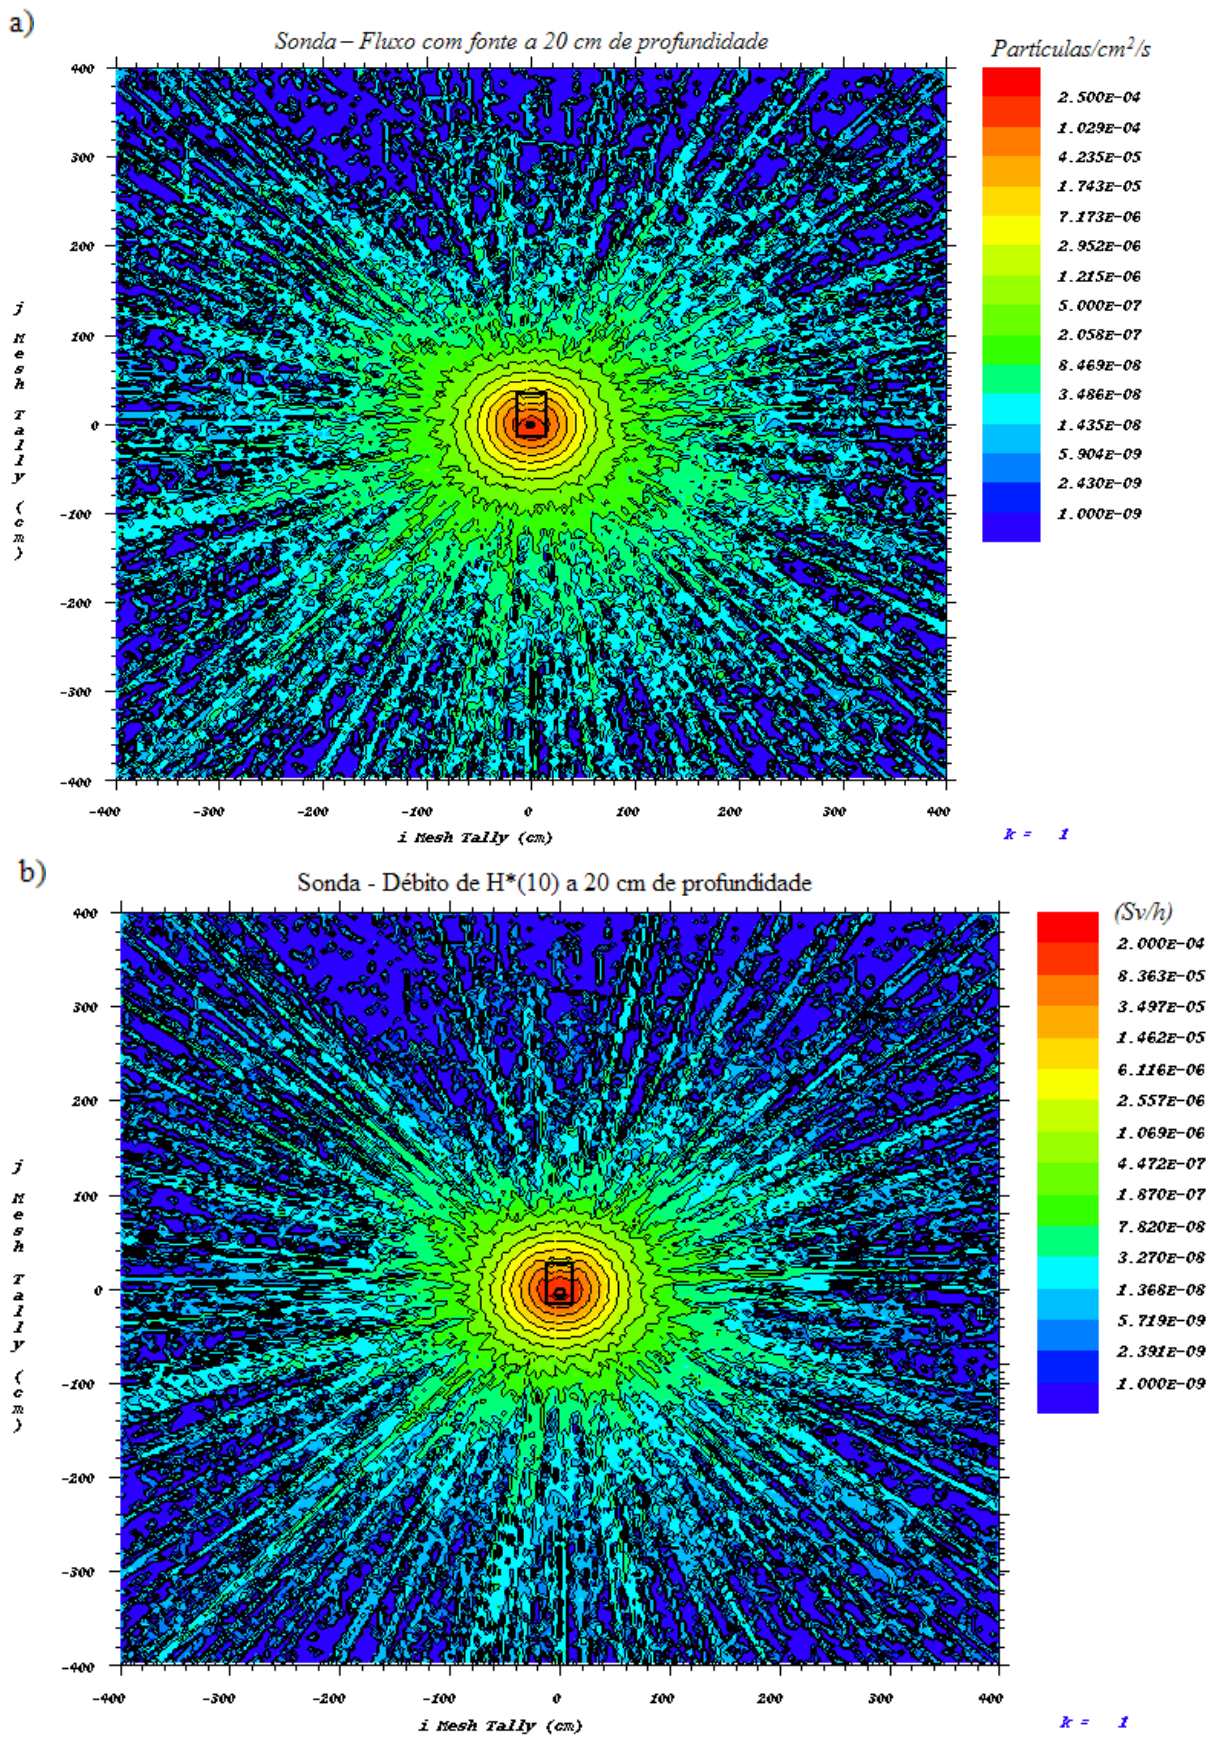 a)
Sonda – Fluxo com fonte a 20 cm de profundidade
Partículas/cm²/s
400
300
200
100
0
-100
-200
-300
-400
j Mesh Tally (cm)
-400 -300 -200 -100 0 100 200 300 400
i Mesh Tally (cm)
2.500E-04
1.029E-04
4.235E-05
1.743E-05
7.173E-06
2.952E-06
1.215E-06
5.000E-07
2.058E-07
8.469E-08
3.486E-08
1.435E-08
5.904E-09
2.430E-09
1.000E-09
k = 1
b)
Sonda - Débito de H*(10) a 20 cm de profundidade
(Sv/h)
400
300
200
100
0
-100
-200
-300
-400
j Mesh Tally (cm)
-400 -300 -200 -100 0 100 200 300 400
i Mesh Tally (cm)
2.000E-04
8.363E-05
3.497E-05
1.462E-05
6.116E-06
2.557E-06
1.069E-06
4.472E-07
1.870E-07
7.820E-08
3.270E-08
1.368E-08
5.719E-09
2.391E-09
1.000E-09
k = 1